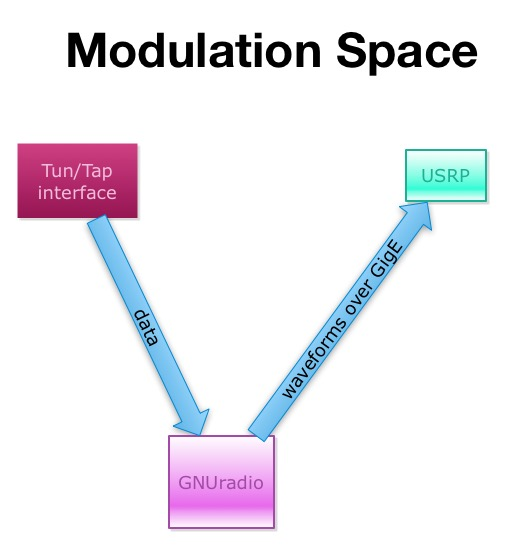 Modulation Space
Tun/Tap
interface
USRP
data
waveforms over GigE
GNUradio